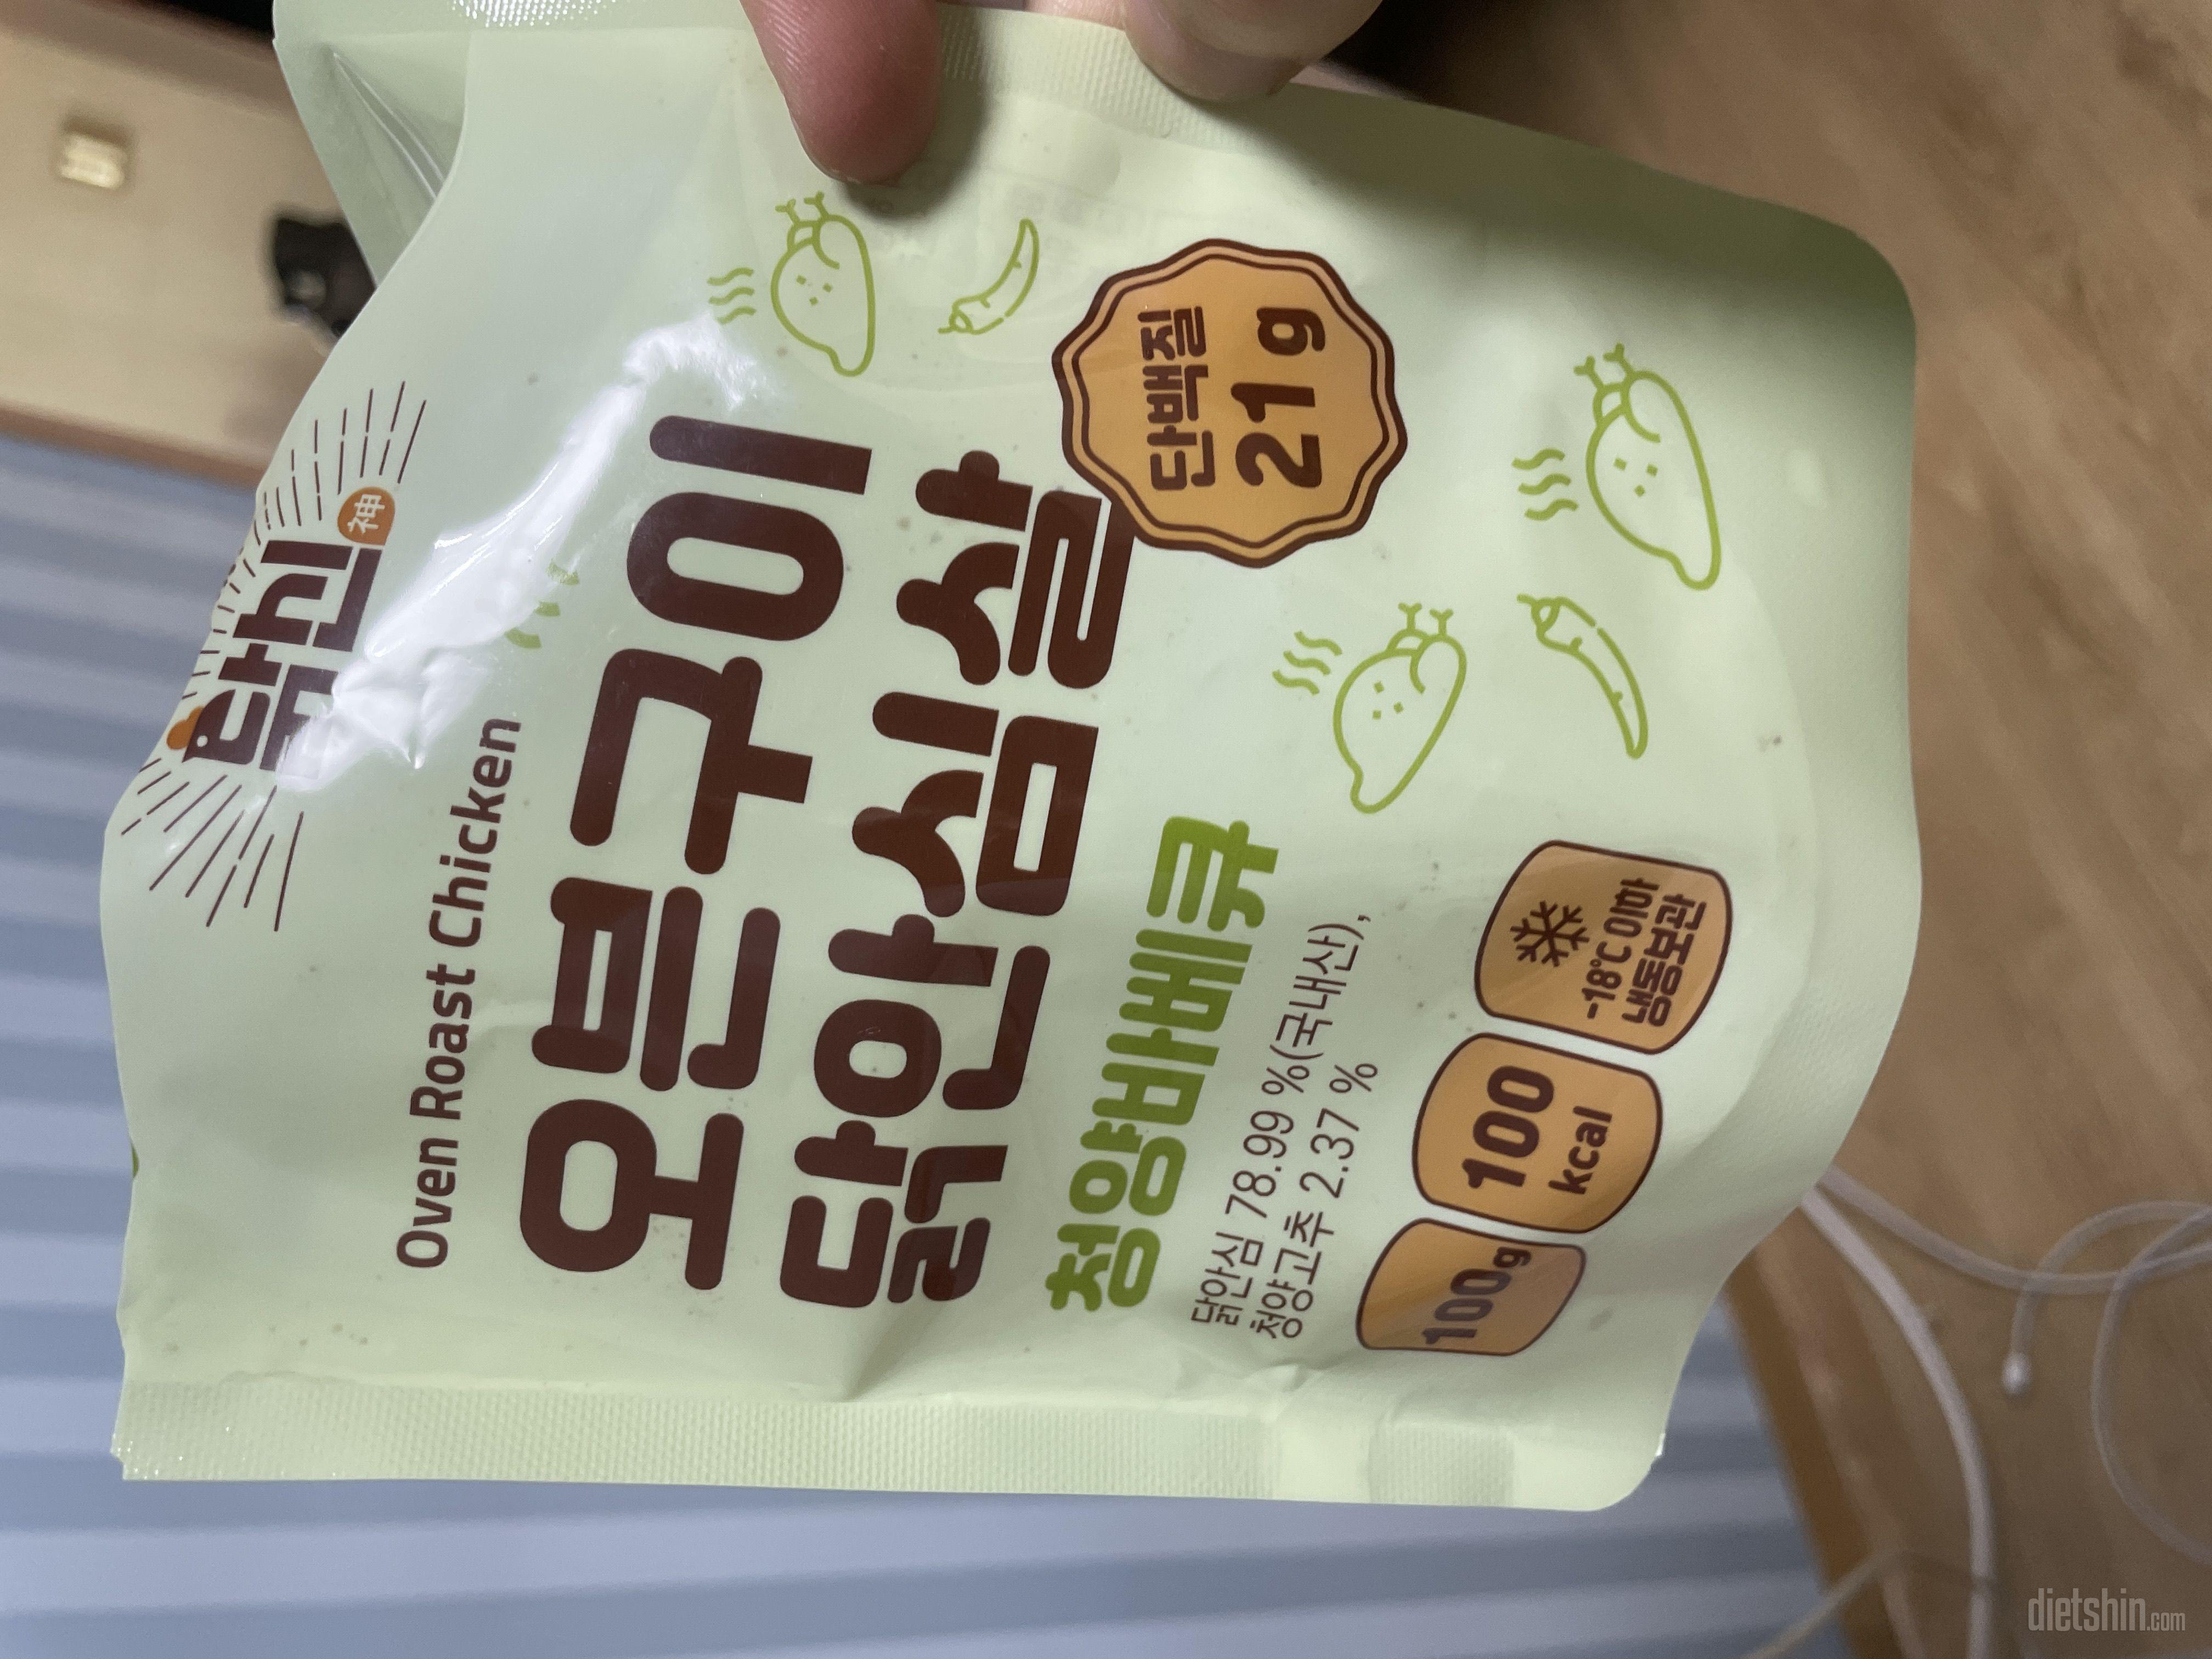 닭신
神
Oven Roast Chicken
오븐구이
닭안심살
단백질
21 g
청양바베큐
닭안심 78.99 %(국내산),
청양고추 2.37 %
100g
100
kcal
-18℃ 이하
냉동보관
dietshin.com